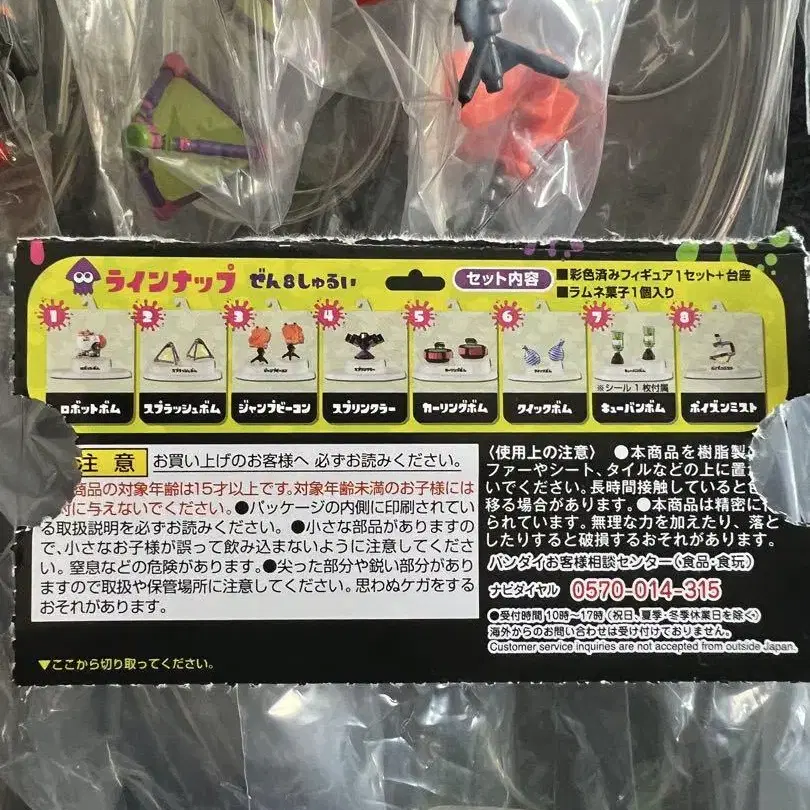 ラインナップ ぜん8しゅるい
セット内容
■彩色済みフィギュア1セット+台座
■ラムネ菓子1個入り
1 2 3 4 5 6 7 8
※シール1枚付属
ロボットボム スプラッシュボム ジャンプビーコン スプリンクラー カーリングボム クイックボム キューバンボム ポイズンミスト
注意 お買い上げのお客様へ 必ずお読みください。
商品の対象年齢は15才以上です。対象年齢未満のお子様には
に与えないでください。●パッケージの内側に印刷されてい
る取扱説明を必ずお読みください。●小さな部品がありますの
で、小さなお子様が誤って飲み込まないように注意してくださ
い。窒息などの危険があります。●尖った部分や鋭い部分があり
ますので取扱や保管場所に注意してください。思わぬケガをする
おそれがあります。
▼ここから切り取ってください。
〈使用上の注意〉 ●本商品を樹脂製
ファーやシート、タイルなどの上に置
いでください。長時間接触していると
移る場合があります。●本商品は精密に
られています。無理な力を加えたり、落と
したりすると破損するおそれがあります。
バンダイお客様相談センター(食品・食玩)
ナビダイヤル 0570-014-315
●受付時間 10時〜17時(祝日、夏季・冬季休業日を除く)
海外からのお問い合わせは受け付けておりません。
Customer service inquiries are not accepted from outside Japan.